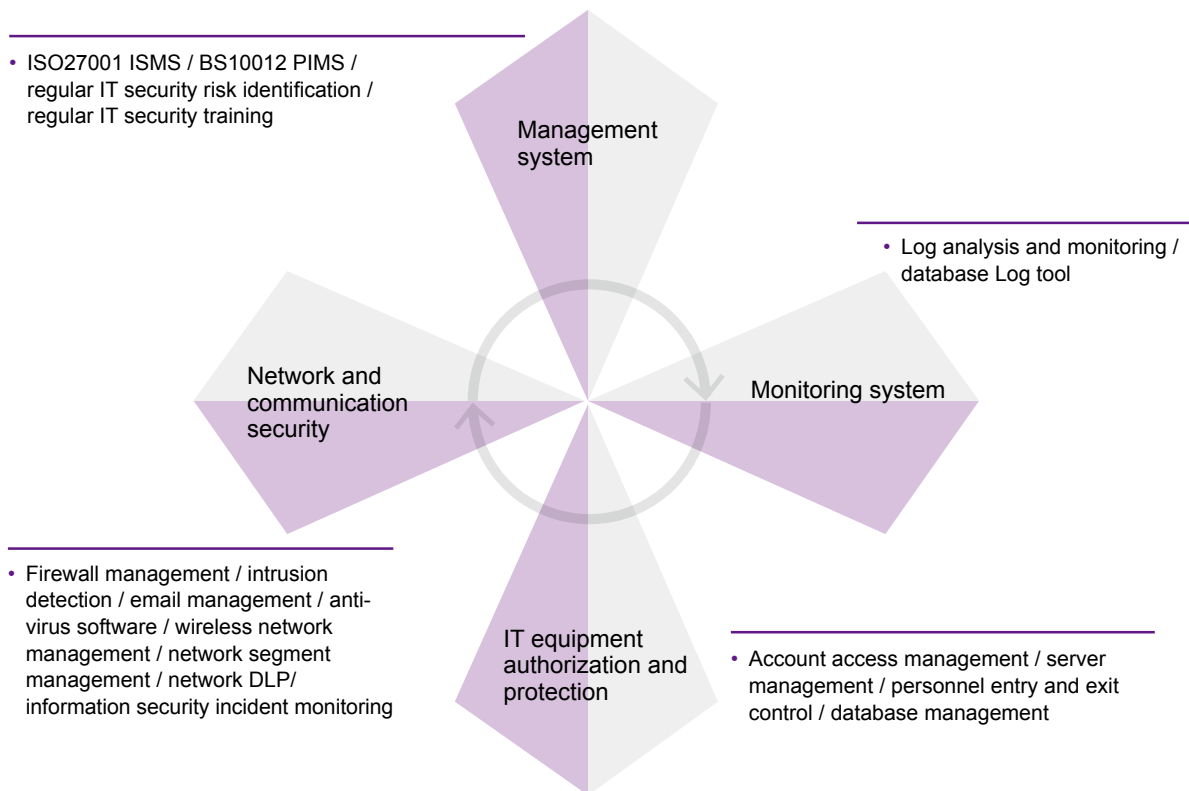 • ISO27001 ISMS / BS10012 PIMS /
regular IT security risk identification /
regular IT security training
Management
system
• Log analysis and monitoring /
database Log tool
Network and
communication
security
Monitoring system
• Firewall management / intrusion
detection / email management / anti-
virus software / wireless network
management / network segment
management / network DLP/
information security incident monitoring
IT equipment
authorization and
protection
• Account access management / server
management / personnel entry and exit
control / database management